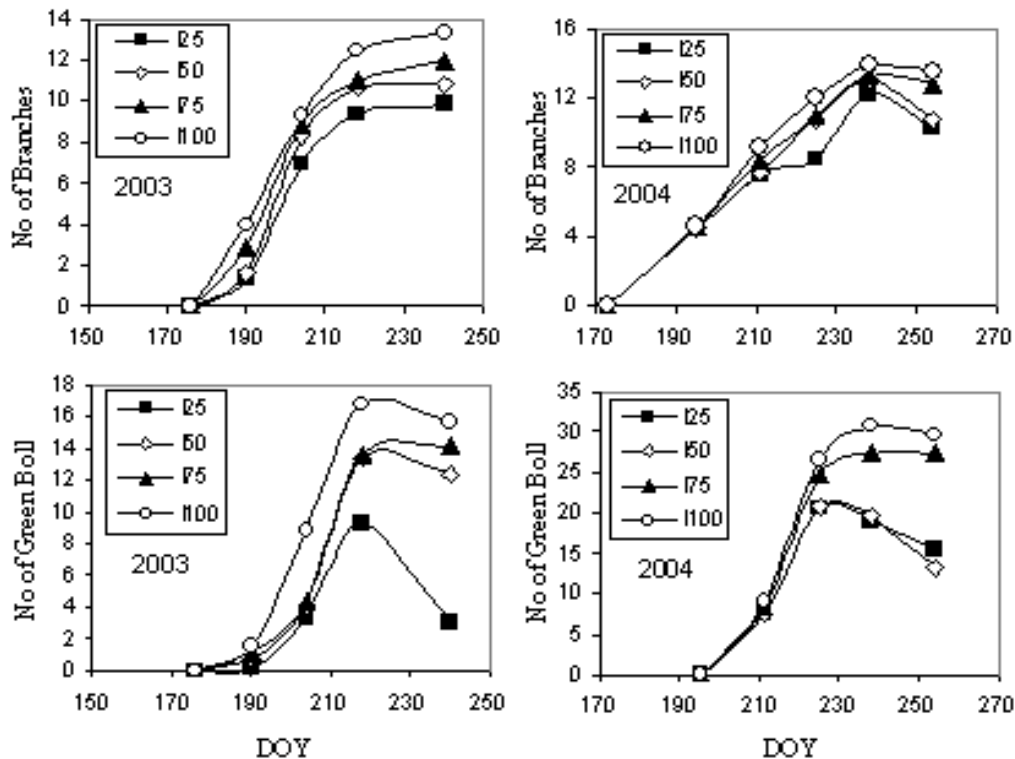 No of Branches
14
12
10
8
6
4
2
0
I25
I50
I75
I100
2003
150 170 190 210 230 250
No of Branches
16
12
8
4
0
I25
I50
I75
I100
2004
170 190 210 230 250 270
No of Green Boll
18
16
14
12
10
8
6
4
2
0
I25
I50
I75
I100
2003
150 170 190 210 230 250
DOY
No of Green Boll
35
30
25
20
15
10
5
0
I25
I50
I75
I100
2004
170 190 210 230 250 270
DOY